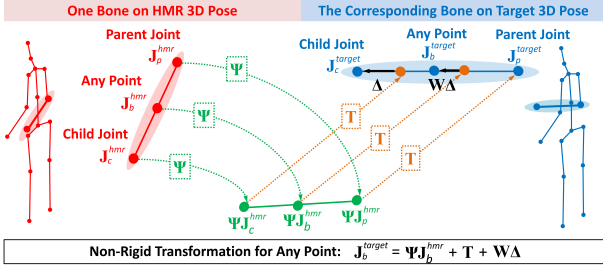 One Bone on HMR 3D Pose
The Corresponding Bone on Target 3D Pose
Parent Joint
J_p^{hmr}
Any Point
J_b^{hmr}
Child Joint
J_c^{hmr}
Ψ
Ψ
Ψ
Child Joint
J_c^{target}
Any Point
J_b^{target}
Parent Joint
J_p^{target}
Δ
WΔ
T
T
T
ΨJ_c^{hmr}
ΨJ_b^{hmr}
ΨJ_p^{hmr}
Non-Rigid Transformation for Any Point: J_b^{target} = ΨJ_b^{hmr} + T + WΔ